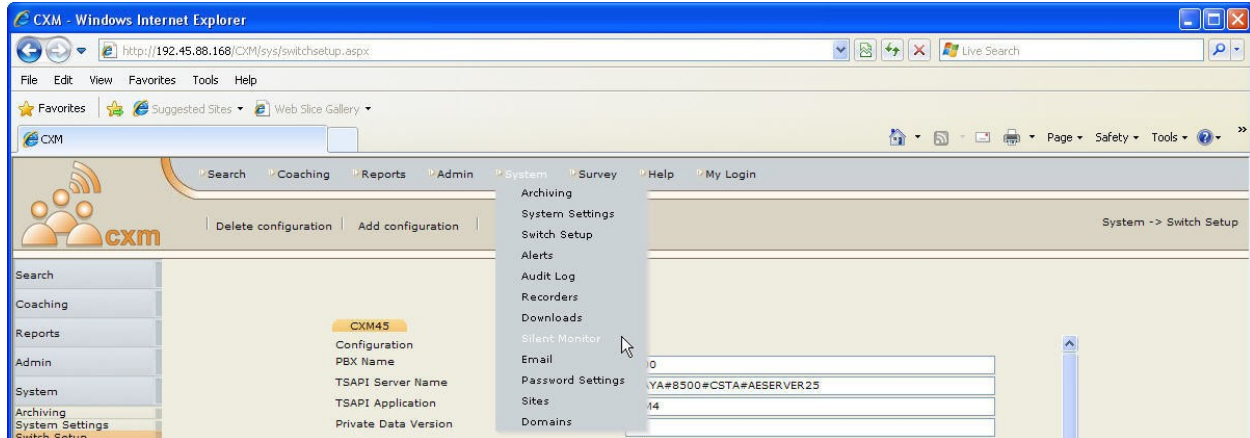 CXM - Windows Internet Explorer
http://192.45.88.168/CXM/sys/switchsetup.aspx
Live Search
File Edit View Favorites Tools Help
Favorites Suggested Sites Web Slice Gallery
CXM
Page Safety Tools »
cxm
Search Coaching Reports Admin System Survey Help My Login
Delete configuration Add configuration
System -> Switch Setup
Archiving
System Settings
Switch Setup
Alerts
Audit Log
Recorders
Downloads
Silent Monitor
Email
Password Settings
Sites
Domains
Search
Coaching
Reports
Admin
System
Archiving
System Settings
Switch Setup
CXM45
Configuration
PBX Name
TSAPI Server Name YA#8500#CSTA#AESERVER25
TSAPI Application M4
Private Data Version